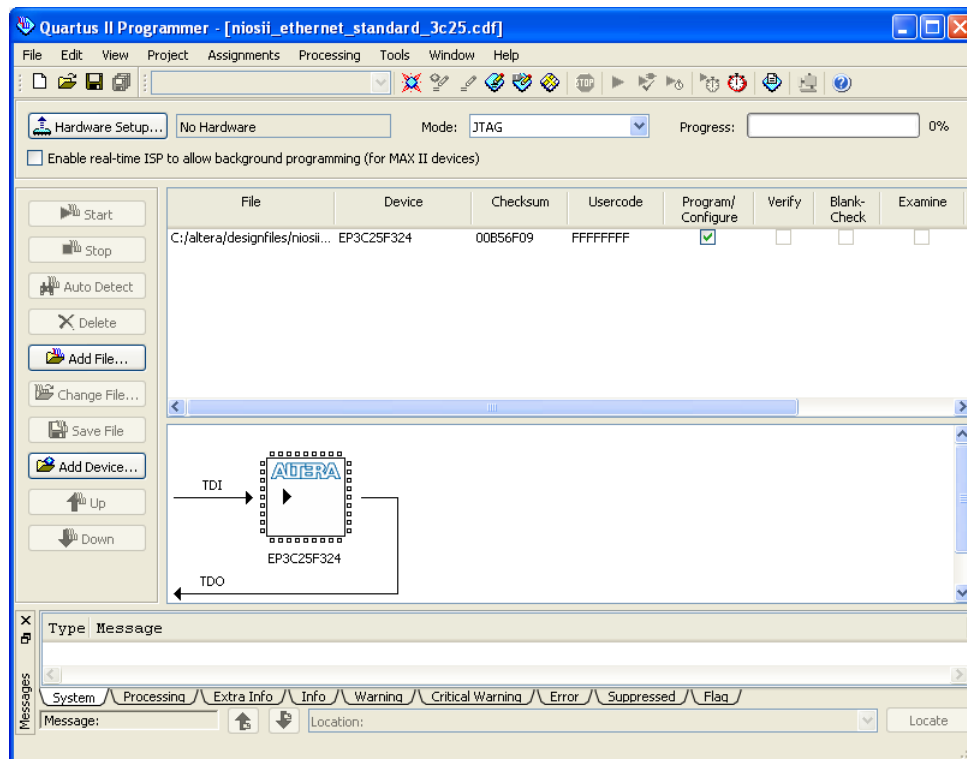 Quartus II Programmer - [niosii_ethernet_standard_3c25.cdf]
File Edit View Project Assignments Processing Tools Window Help
STOP
Hardware Setup... No Hardware Mode: JTAG Progress: 0%
Enable real-time ISP to allow background programming (for MAX II devices)
File Device Checksum Usercode Program/ Configure Verify Blank- Check Examine
C:/altera/designfiles/niosii... EP3C25F324 00B56F09 FFFFFFFF
Start
Stop
Auto Detect
Delete
Add File...
Change File...
Save File
Add Device...
Up
Down
ALTERA
TDI
EP3C25F324
TDO
Messages
Type Message
System Processing Extra Info Info Warning Critical Warning Error Suppressed Flag
Message: Location: Locate